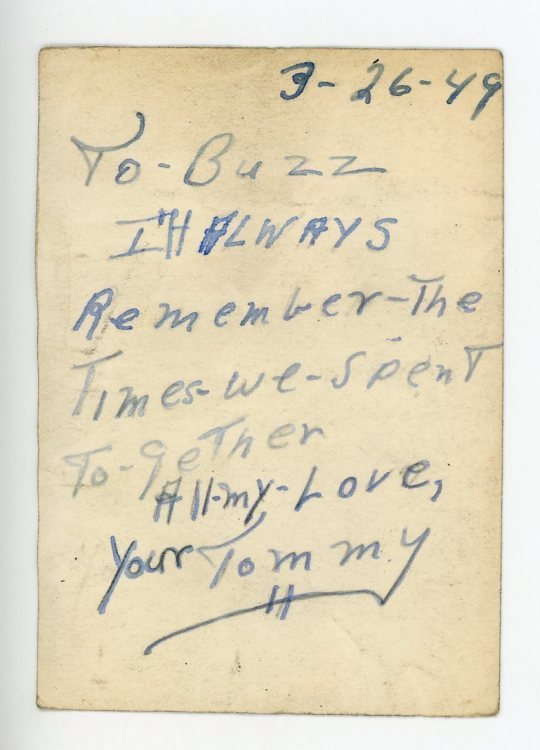 3-26-49
To-Buzz
I'll ALWAYS
Remember-The
Times-we-spent
To-geTher
All-my-Love,
Your Tommy